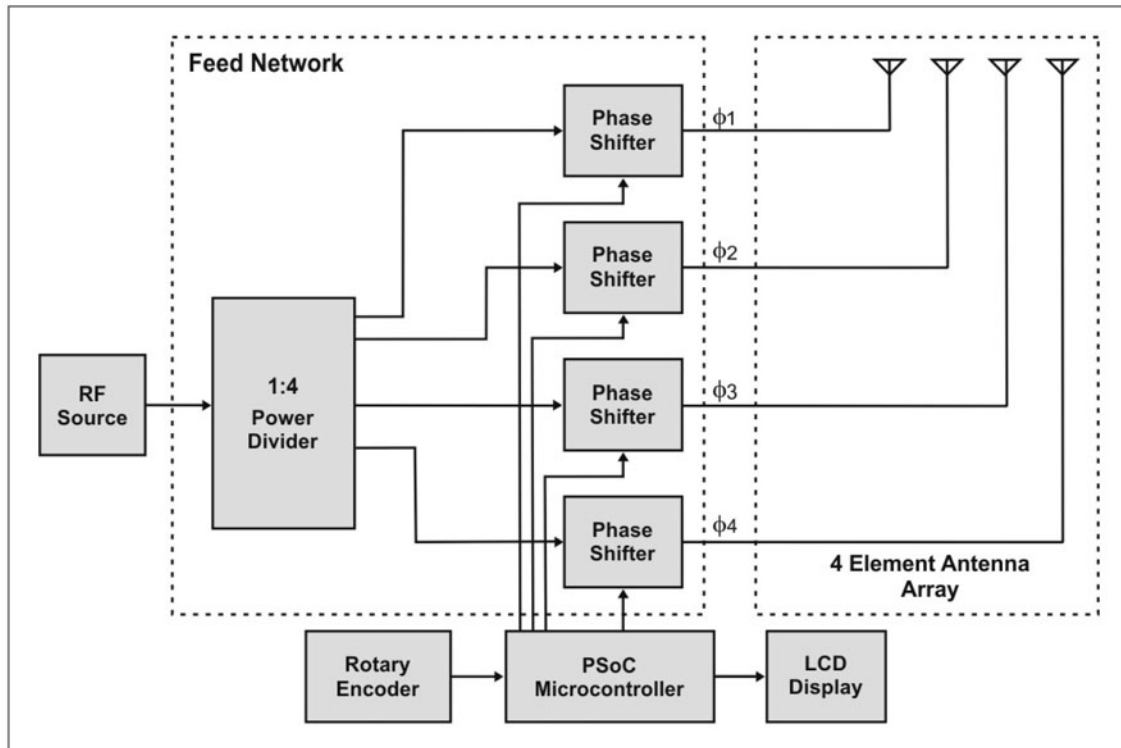 Feed Network
Phase
Shifter
ϕ1
Phase
Shifter
ϕ2
1:4
Power
Divider
RF
Source
Phase
Shifter
ϕ3
Phase
Shifter
ϕ4
4 Element Antenna
Array
Rotary
Encoder
PSoC
Microcontroller
LCD
Display